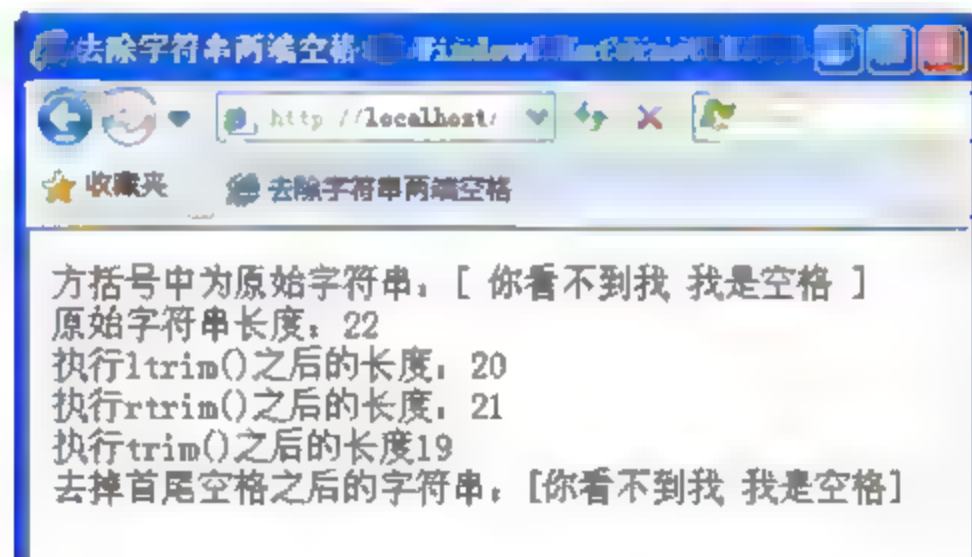 去除字符串两端空格
http://localhost/
收藏夹 去除字符串两端空格
方括号中为原始字符串：[ 你看不到我 我是空格 ]
原始字符串长度：22
执行ltrim()之后的长度：20
执行rtrim()之后的长度：21
执行trim()之后的长度19
去掉首尾空格之后的字符串：[你看不到我 我是空格]